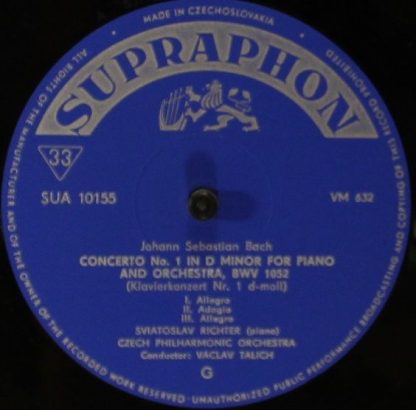 • MADE IN CZECHOSLOVAKIA •
SUPRAPHON
33
SUA 10155
VM 632
Johann Sebastian Bach
CONCERTO No. 1 IN D MINOR FOR PIANO
AND ORCHESTRA, BWV 1052
(Klavierkonzert Nr. 1 d-moll)
I. Allegro
II. Adagio
III. Allegro
SVIATOSLAV RICHTER (piano)
CZECH PHILHARMONIC ORCHESTRA
Conductor: VÁCLAV TALICH
G
ALL RIGHTS OF THE MANUFACTURER AND OF THE OWNER OF THE RECORDED WORK RESERVED • UNAUTHORIZED PUBLIC PERFORMANCE BROADCASTING AND COPYING OF THIS RECORD PROHIBITED